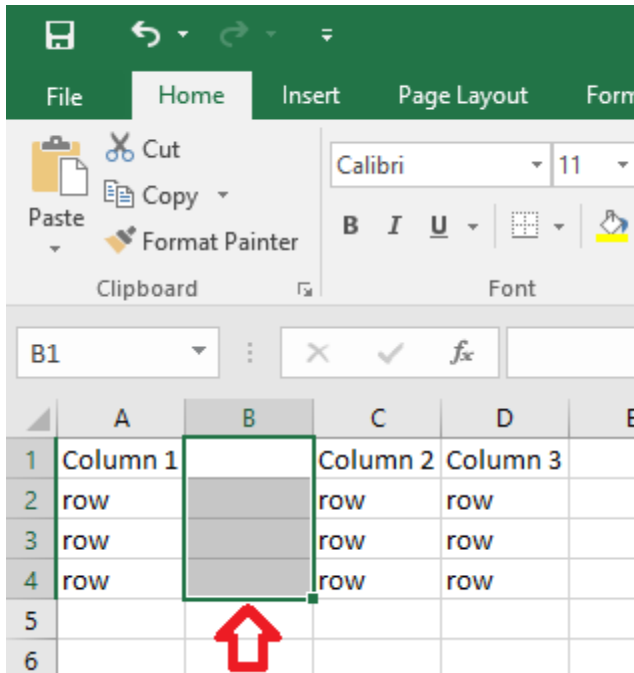 File Home Insert Page Layout Form
Cut
Calibri 11
Copy
Paste
B I U
Format Painter
Clipboard Font
B1 fx
A B C D E
1 Column 1 Column 2 Column 3
2 row row row
3 row row row
4 row row row
5
6